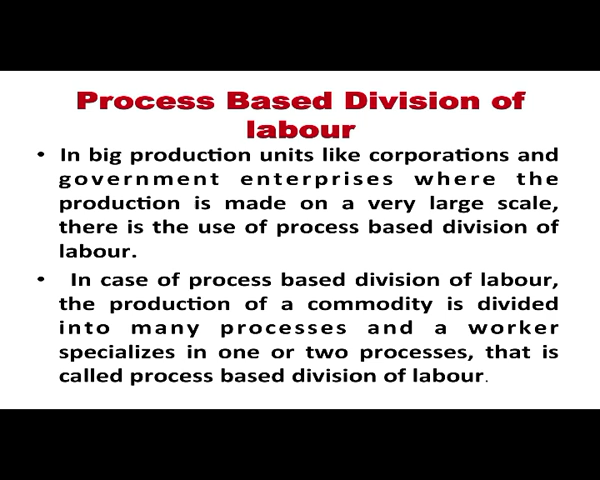 Process Based Division of
labour
• In big production units like corporations and
government enterprises where the
production is made on a very large scale,
there is the use of process based division of
labour.
• In case of process based division of labour,
the production of a commodity is divided
into many processes and a worker
specializes in one or two processes, that is
called process based division of labour.